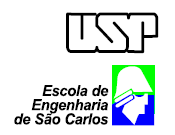 USP
Escola de
Engenharia
de São Carlos